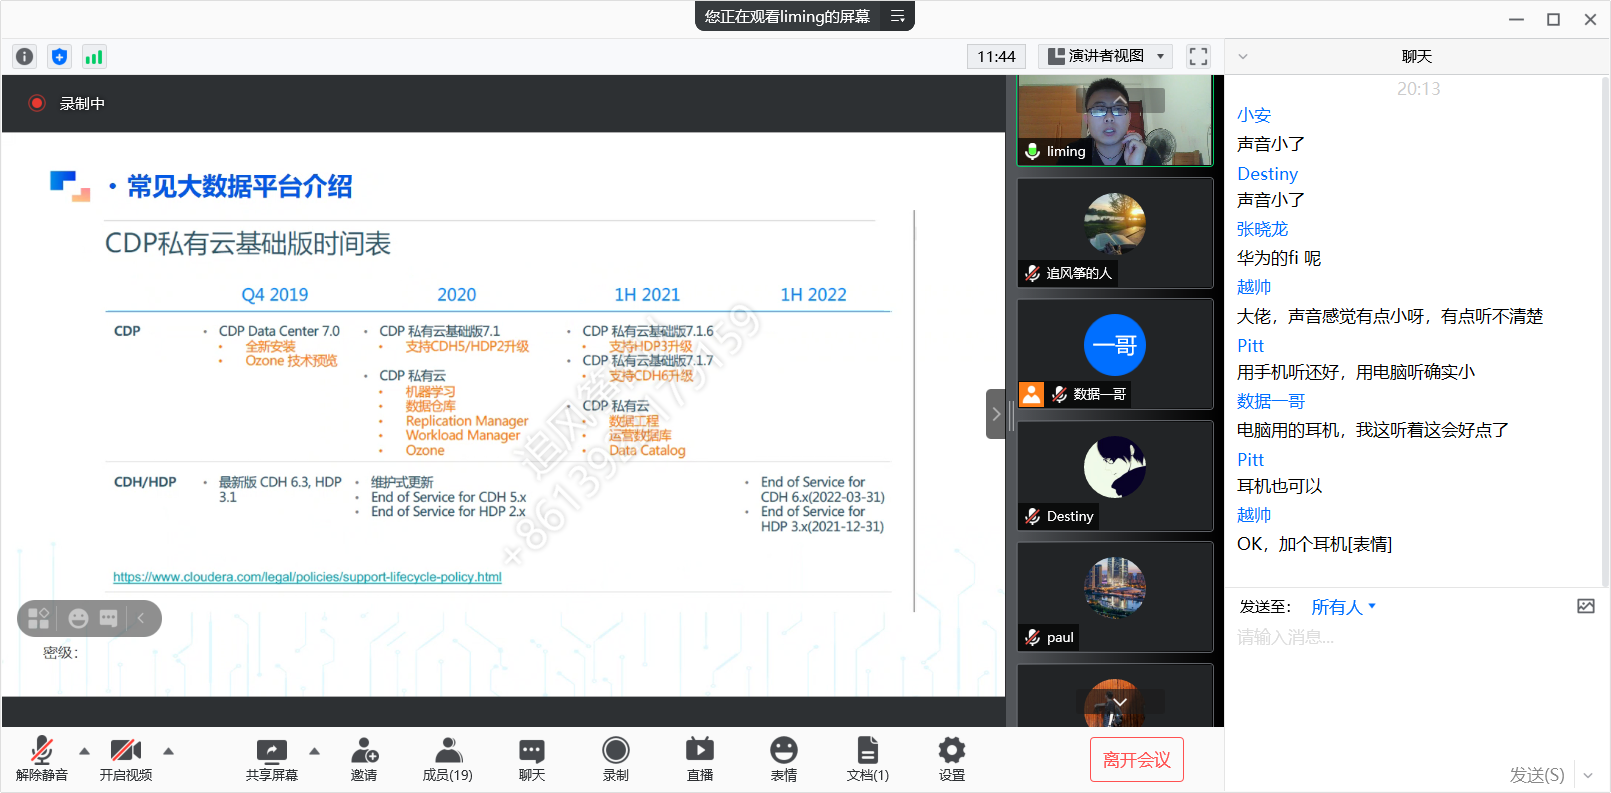 您正在观看liming的屏幕
11:44
演讲者视图
聊天
录制中
常见大数据平台介绍
CDP私有云基础版时间表
Q4 2019
2020
1H 2021
1H 2022
CDP
CDP Data Center 7.0
全新安装
Ozone 技术预览
CDP 私有云基础版7.1
支持CDH5/HDP2升级
CDP 私有云
机器学习
数据仓库
Replication Manager
Workload Manager
Ozone
CDP 私有云基础版7.1.6
支持HDP3升级
CDP 私有云基础版7.1.7
支持CDH6升级
CDP 私有云
数据工程
运营数据库
Data Catalog
CDH/HDP
最新版 CDH 6.3, HDP
3.1
维护式更新
End of Service for CDH 5.x
End of Service for HDP 2.x
End of Service for
CDH 6.x(2022-03-31)
End of Service for
HDP 3.x(2021-12-31)
https://www.cloudera.com/legal/policies/support-lifecycle-policy.html
密级：
liming
追风筝的人
一哥
数据一哥
Destiny
paul
20:13
小安
声音小了
Destiny
声音小了
张晓龙
华为的fi 呢
越帅
大佬，声音感觉有点小呀，有点听不清楚
Pitt
用手机听还好，用电脑听确实小
数据一哥
电脑用的耳机，我这听着这会好点了
Pitt
耳机也可以
越帅
OK，加个耳机[表情]
发送至：
所有人
请输入消息...
发送(S)
解除静音
开启视频
共享屏幕
邀请
成员(19)
聊天
录制
直播
表情
文档(1)
设置
离开会议